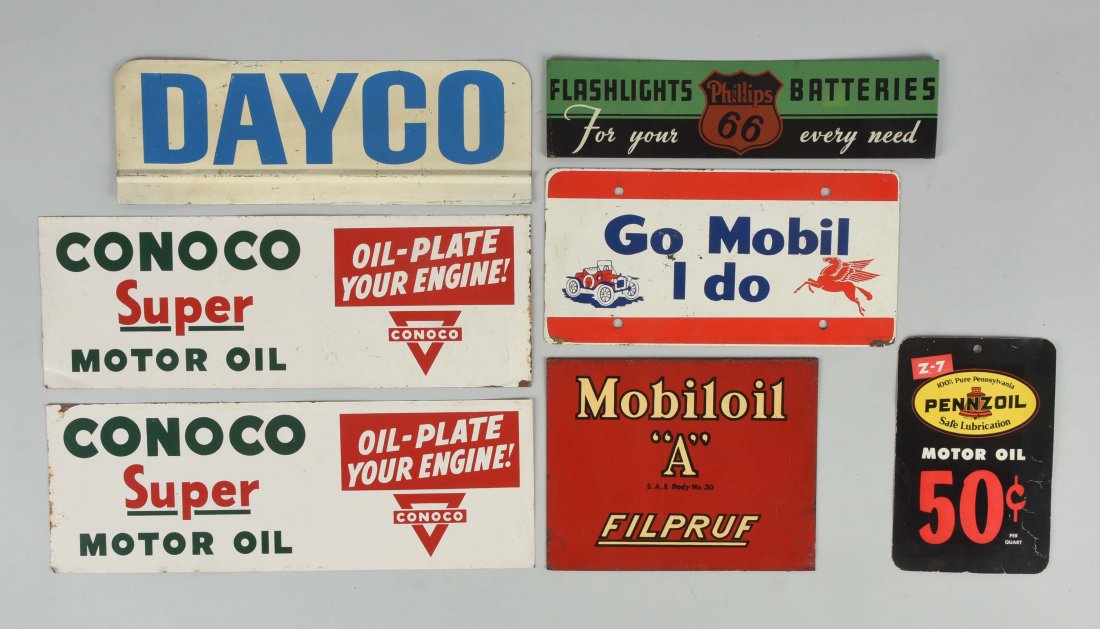 DAYCO
FLASHLIGHTS Phillips 66 BATTERIES
For your every need
CONOCO
Super
MOTOR OIL
OIL-PLATE
YOUR ENGINE!
CONOCO
Go Mobil
I do
CONOCO
Super
MOTOR OIL
OIL-PLATE
YOUR ENGINE!
CONOCO
Mobiloil
"A"
S.A.E Body No. 30
FILPRUF
Z-7
100% Pure Pennsylvania
PENNZOIL
Safe Lubrication
MOTOR OIL
50¢
PER
QUART